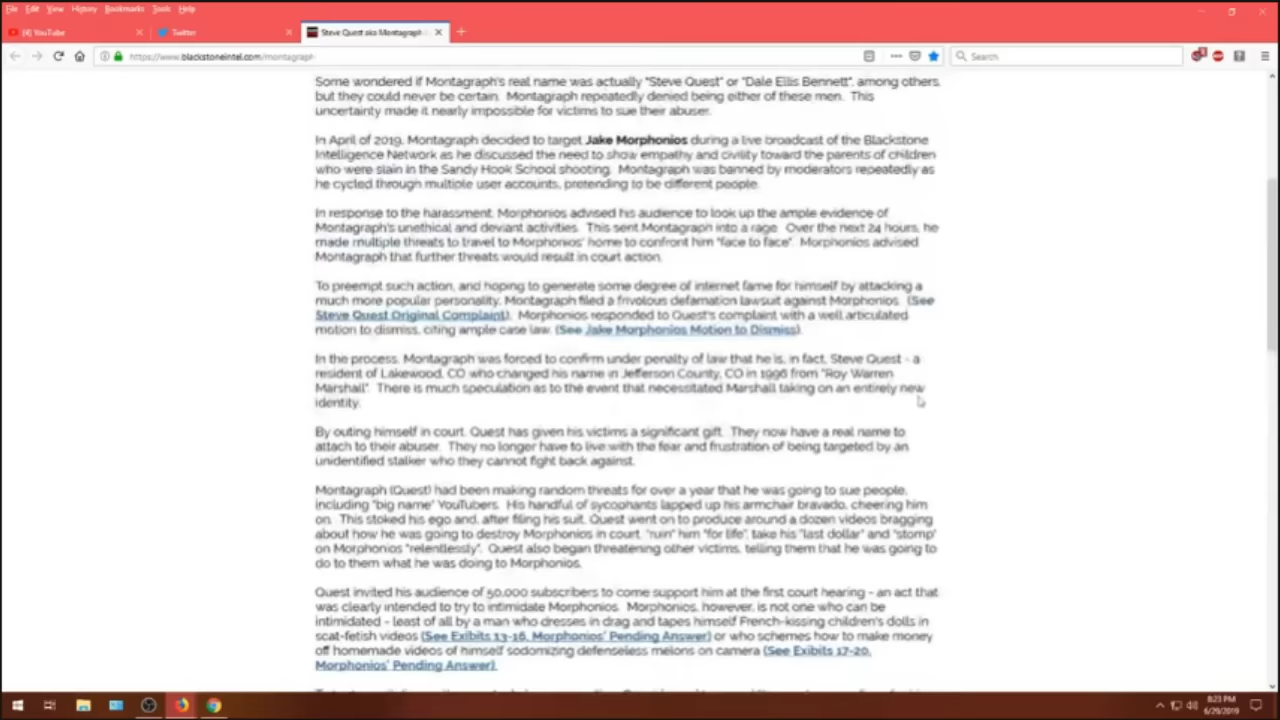 File Edit View History Bookmarks Tools Help
(4) YouTube
Twitter
Steve Quest aka Montagraph
https://www.blackstoneintel.com/montagraph
Search
Some wondered if Montagraph's real name was actually "Steve Quest" or "Dale Ellis Bennett", among others,
but they could never be certain. Montagraph repeatedly denied being either of these men. This
uncertainty made it nearly impossible for victims to sue their abuser.
In April of 2019, Montagraph decided to target Jake Morphonios during a live broadcast of the Blackstone
Intelligence Network as he discussed the need to show empathy and civility toward the parents of children
who were slain in the Sandy Hook School shooting. Montagraph was banned by moderators repeatedly as
he cycled through multiple user accounts, pretending to be different people.
In response to the harassment, Morphonios advised his audience to look up the ample evidence of
Montagraph's unethical and deviant activities. This sent Montagraph into a rage. Over the next 24 hours, he
made multiple threats to travel to Morphonios' home to confront him "face to face". Morphonios advised
Montagraph that further threats would result in court action.
To preempt such action, and hoping to generate some degree of internet fame for himself by attacking a
much more popular personality, Montagraph filed a frivolous defamation lawsuit against Morphonios. (See
Steve Quest Original Complaint). Morphonios responded to Quest's complaint with a well articulated
motion to dismiss, citing ample case law. (See Jake Morphonios Motion to Dismiss).
In the process, Montagraph was forced to confirm under penalty of law that he is, in fact, Steve Quest - a
resident of Lakewood, CO who changed his name in Jefferson County, CO in 1996 from "Roy Warren
Marshall". There is much speculation as to the event that necessitated Marshall taking on an entirely new
identity.
By outing himself in court, Quest has given his victims a significant gift. They now have a real name to
attach to their abuser. They no longer have to live with the fear and frustration of being targeted by an
unidentified stalker who they cannot fight back against.
Montagraph (Quest) had been making random threats for over a year that he was going to sue people,
including "big name" YouTubers. His handful of sycophants lapped up his armchair bravado, cheering him
on. This stoked his ego and, after filing his suit, Quest went on to produce around a dozen videos bragging
about how he was going to destroy Morphonios in court, "ruin" him "for life", take his "last dollar" and "stomp"
on Morphonios "relentlessly". Quest also began threatening other victims, telling them that he was going to
do to them what he was doing to Morphonios.
Quest invited his audience of 50,000 subscribers to come support him at the first court hearing - an act that
was clearly intended to try to intimidate Morphonios. Morphonios, however, is not one who can be
intimidated - least of all by a man who dresses in drag and tapes himself French-kissing children's dolls in
scat-fetish videos (See Exibits 13-16, Morphonios' Pending Answer) or who schemes how to make money
off homemade videos of himself sodomizing defenseless melons on camera (See Exibits 17-20,
Morphonios' Pending Answer).
8:23 PM
6/29/2019